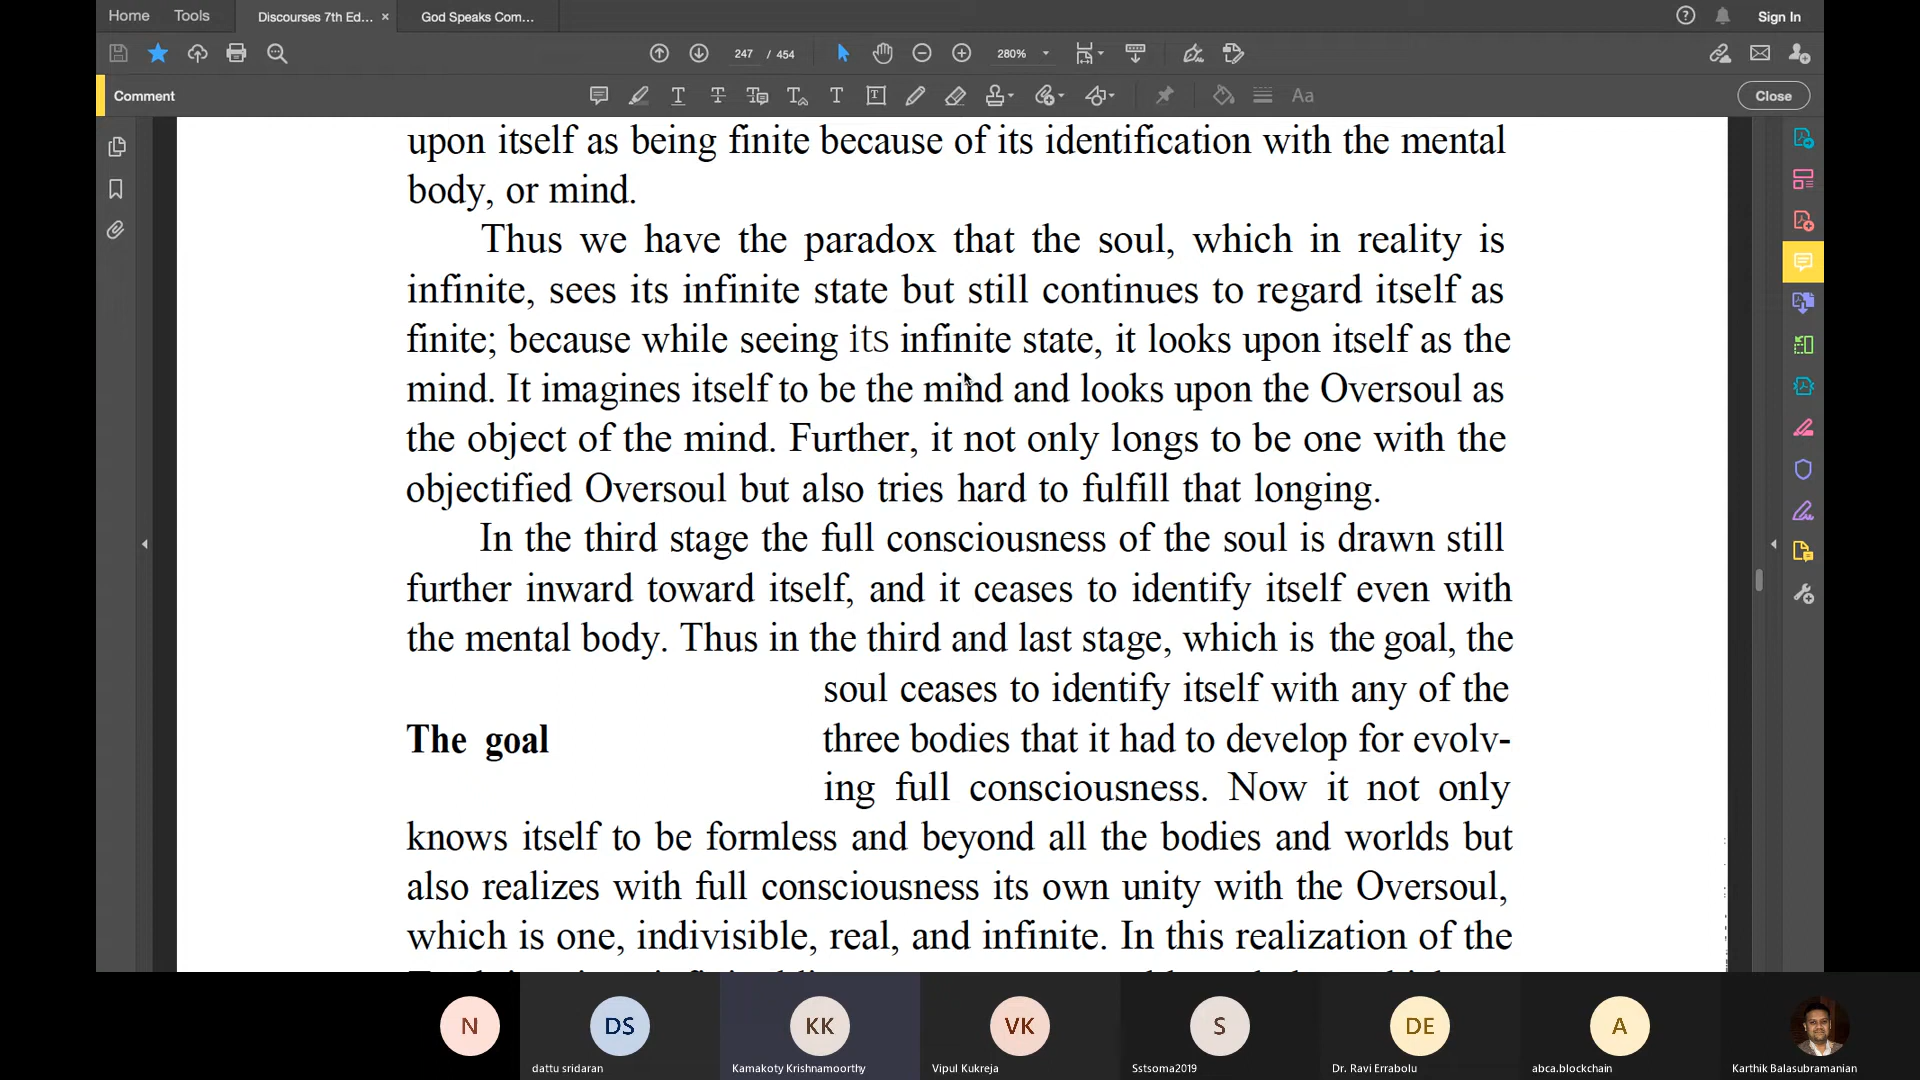 Home Tools Discourses 7th Ed... × God Speaks Com... Sign In
247 / 454 280%
Comment Close
upon itself as being finite because of its identification with the mental
body, or mind.
Thus we have the paradox that the soul, which in reality is
infinite, sees its infinite state but still continues to regard itself as
finite; because while seeing its infinite state, it looks upon itself as the
mind. It imagines itself to be the mind and looks upon the Oversoul as
the object of the mind. Further, it not only longs to be one with the
objectified Oversoul but also tries hard to fulfill that longing.
In the third stage the full consciousness of the soul is drawn still
further inward toward itself, and it ceases to identify itself even with
the mental body. Thus in the third and last stage, which is the goal, the
soul ceases to identify itself with any of the
The goal
three bodies that it had to develop for evolv-
ing full consciousness. Now it not only
knows itself to be formless and beyond all the bodies and worlds but
also realizes with full consciousness its own unity with the Oversoul,
which is one, indivisible, real, and infinite. In this realization of the
N DS KK VK S DE A
dattu sridaran Kamakoty Krishnamoorthy Vipul Kukreja Sstsoma2019 Dr. Ravi Errabolu abca.blockchain Karthik Balasubramanian